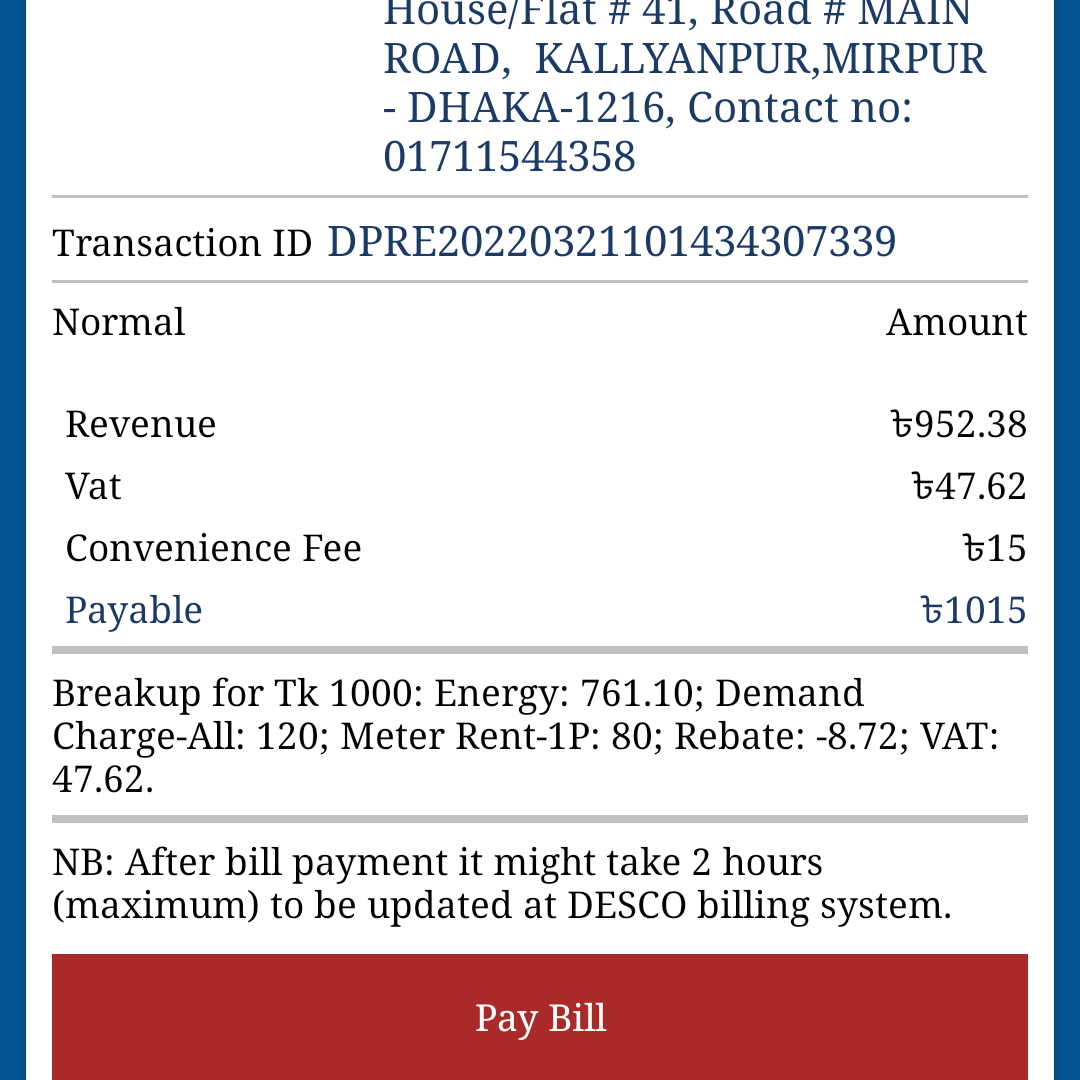 House/Flat # 41, Road # MAIN
ROAD,  KALLYANPUR,MIRPUR
- DHAKA-1216, Contact no:
01711544358
Transaction ID DPRE20220321101434307339
Normal Amount
Revenue ৳952.38
Vat ৳47.62
Convenience Fee ৳15
Payable ৳1015
Breakup for Tk 1000: Energy: 761.10; Demand
Charge-All: 120; Meter Rent-1P: 80; Rebate: -8.72; VAT:
47.62.
NB: After bill payment it might take 2 hours
(maximum) to be updated at DESCO billing system.
Pay Bill